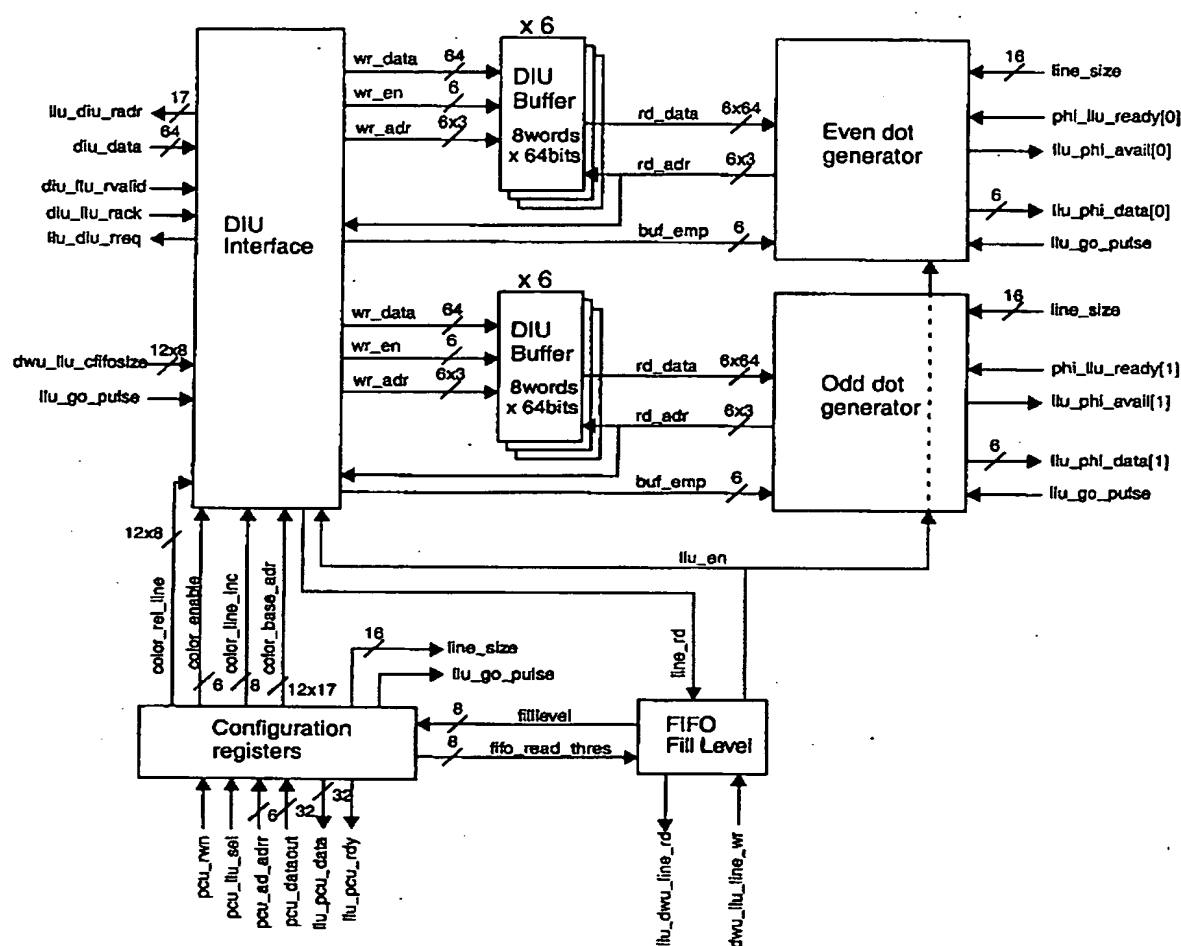 x 6
wr_data
64
wr_en
6
wr_adr
6x3
DIU
Buffer
8words
x 64bits
rd_data
6x64
rd_adr
6x3
buf_emp
6
Even dot
generator
16
line_size
phi_llu_ready[0]
llu_phi_avail[0]
6
llu_phi_data[0]
llu_go_pulse
17
llu_diu_radr
64
diu_data
diu_llu_rvalid
diu_llu_rack
llu_diu_rreq
DIU
Interface
12x8
dwu_llu_cfifosize
llu_go_pulse
x 6
wr_data
64
wr_en
6
wr_adr
6x3
DIU
Buffer
8words
x 64bits
rd_data
6x64
rd_adr
6x3
buf_emp
6
Odd dot
generator
16
line_size
phi_llu_ready[1]
llu_phi_avail[1]
6
llu_phi_data[1]
llu_go_pulse
12x8
color_rel_line
color_enable
color_line_inc
color_base_adr
6
8
12x17
llu_en
line_rd
16
line_size
llu_go_pulse
Configuration
registers
8
filllevel
8
fifo_read_thres
FIFO
Fill Level
6
32
32
pcu_rwn
pcu_llu_sel
pcu_ad_adrr
pcu_dataout
llu_pcu_data
llu_pcu_rdy
llu_dwu_line_rd
dwu_llu_line_wr